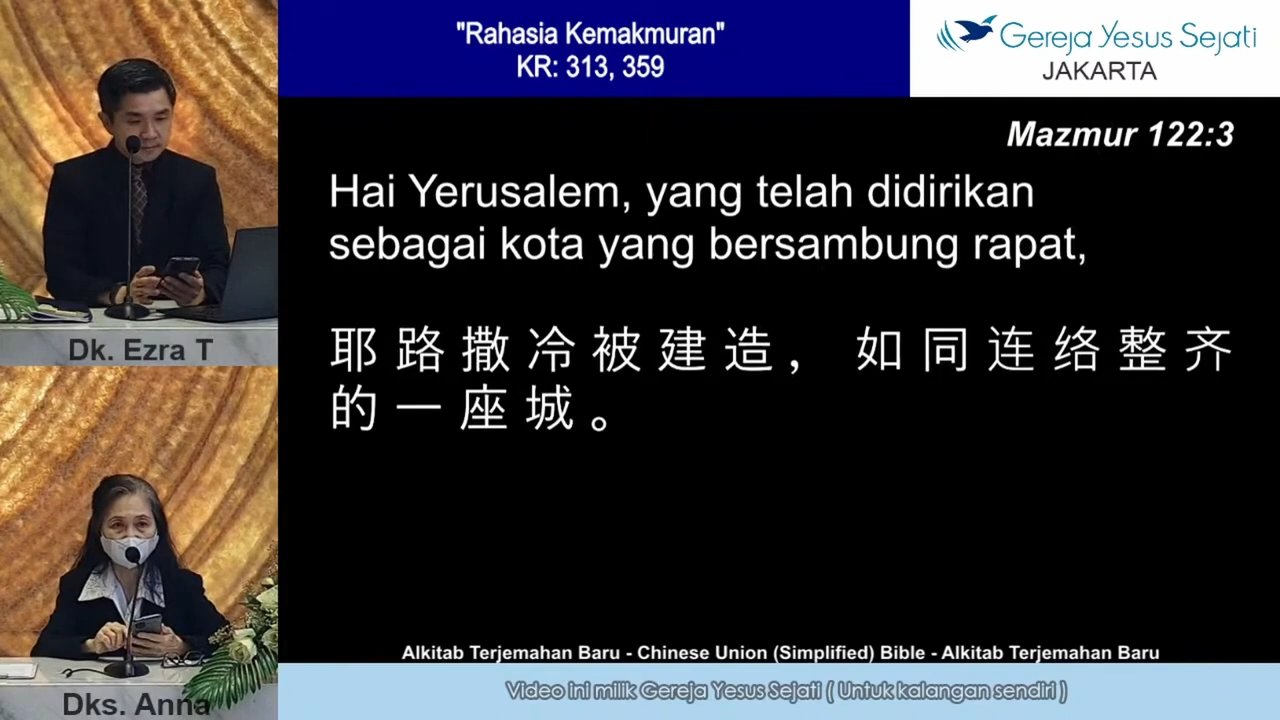 "Rahasia Kemakmuran"
KR: 313, 359
Gereja Yesus Sejati
JAKARTA
Mazmur 122:3
Hai Yerusalem, yang telah didirikan
sebagai kota yang bersambung rapat,
耶路撒冷被建造，如同连络整齐
的一座城。
Dk. Ezra T
Dks. Anna
Alkitab Terjemahan Baru - Chinese Union (Simplified) Bible - Alkitab Terjemahan Baru
Video ini milik Gereja Yesus Sejati ( Untuk kalangan sendiri )